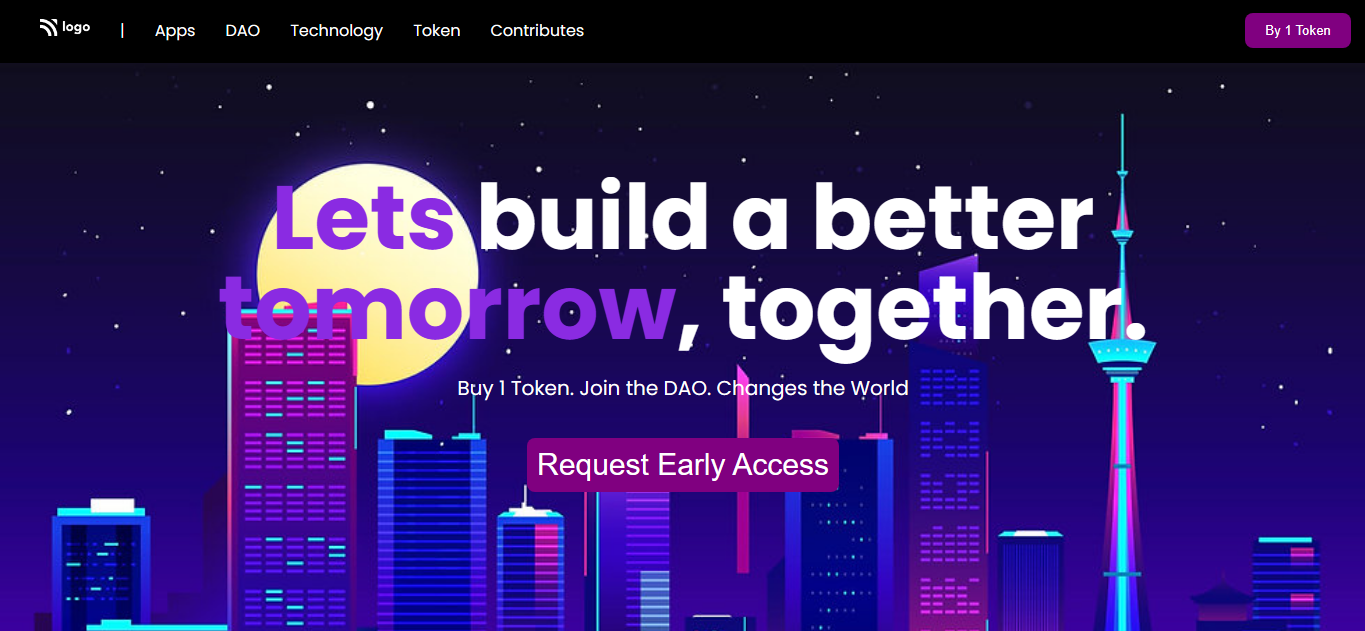 logo | Apps DAO Technology Token Contributes By 1 Token
Lets build a better
tomorrow, together.
Buy 1 Token. Join the DAO. Changes the World
Request Early Access